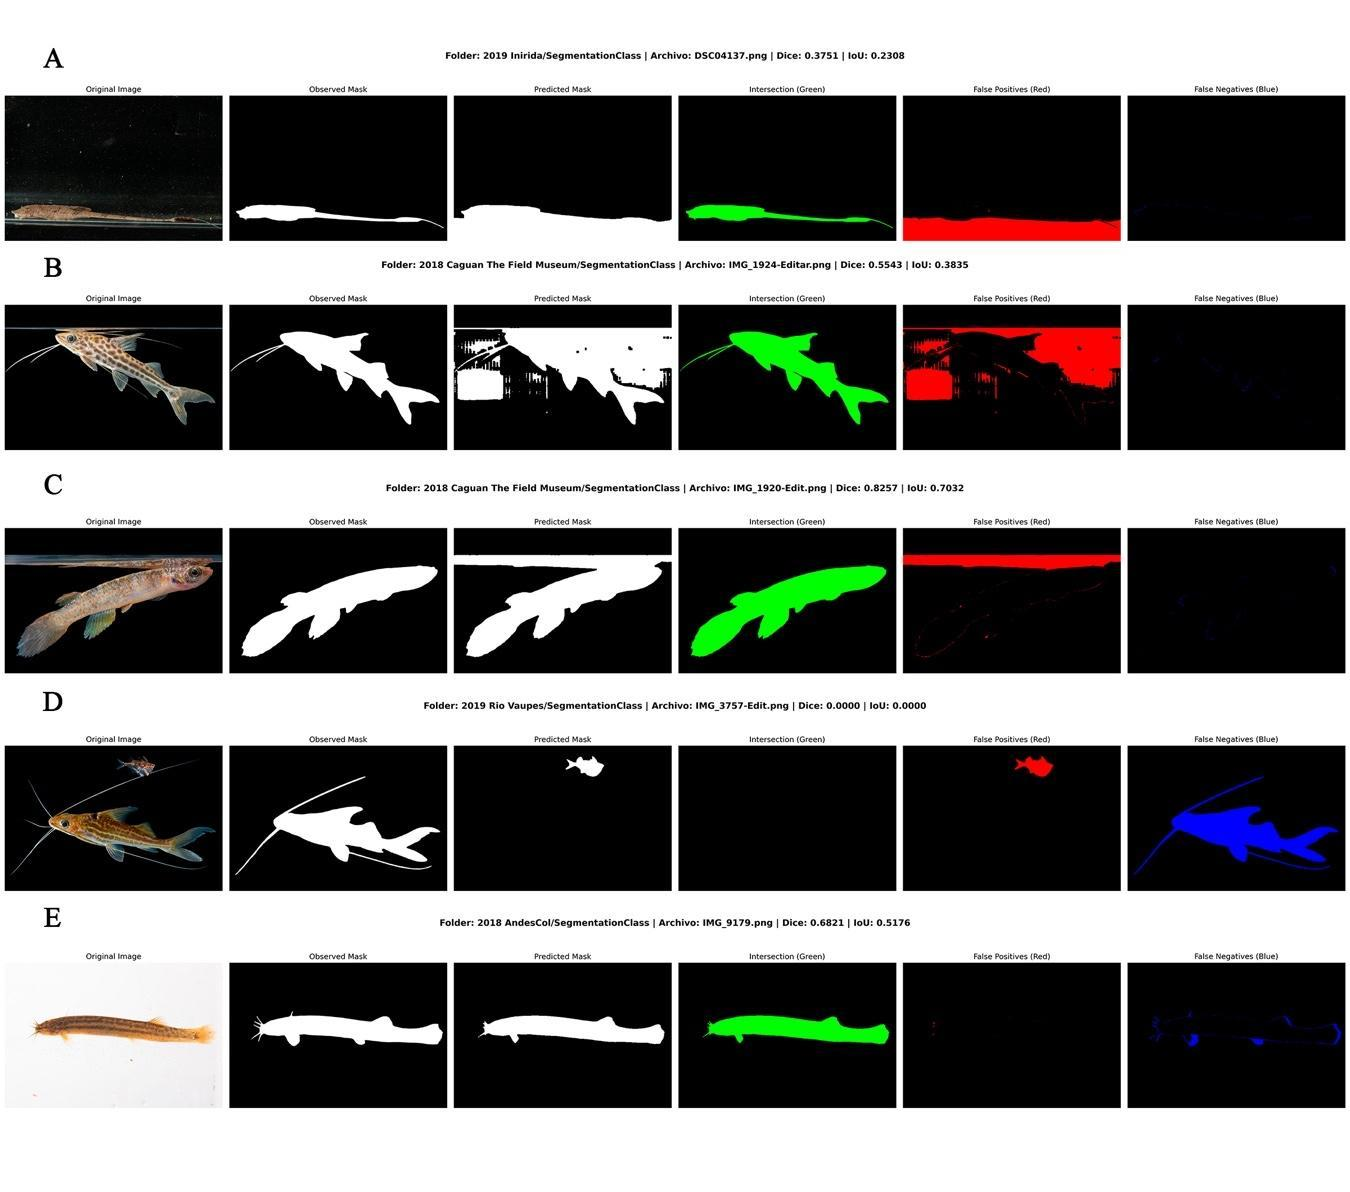 A
Folder: 2019 Inirida/SegmentationClass | Archivo: DSC04137.png | Dice: 0.3751 | IoU: 0.2308
Original Image Observed Mask Predicted Mask Intersection (Green) False Positives (Red) False Negatives (Blue)
B
Folder: 2018 Caguan The Field Museum/SegmentationClass | Archivo: IMG_1924-Editar.png | Dice: 0.5543 | IoU: 0.3835
Original Image Observed Mask Predicted Mask Intersection (Green) False Positives (Red) False Negatives (Blue)
C
Folder: 2018 Caguan The Field Museum/SegmentationClass | Archivo: IMG_1920-Edit.png | Dice: 0.8257 | IoU: 0.7032
Original Image Observed Mask Predicted Mask Intersection (Green) False Positives (Red) False Negatives (Blue)
D
Folder: 2019 Rio Vaupes/SegmentationClass | Archivo: IMG_3757-Edit.png | Dice: 0.0000 | IoU: 0.0000
Original Image Observed Mask Predicted Mask Intersection (Green) False Positives (Red) False Negatives (Blue)
E
Folder: 2018 AndesCol/SegmentationClass | Archivo: IMG_9179.png | Dice: 0.6821 | IoU: 0.5176
Original Image Observed Mask Predicted Mask Intersection (Green) False Positives (Red) False Negatives (Blue)